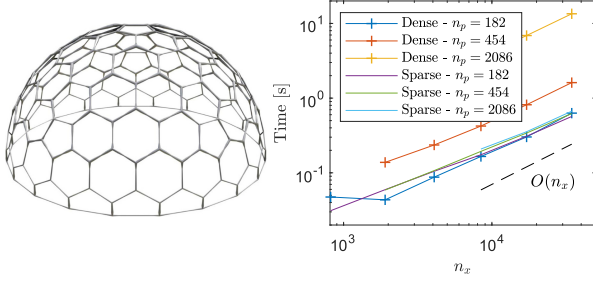 Dense - n_p = 182
Dense - n_p = 454
Dense - n_p = 2086
Sparse - n_p = 182
Sparse - n_p = 454
Sparse - n_p = 2086
10^1
10^0
10^-1
Time [s]
O(n_x)
10^3
10^4
n_x